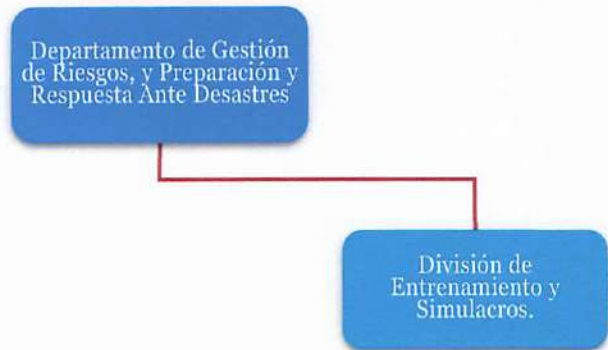 Departamento de Gestión
de Riesgos, y Preparación y
Respuesta Ante Desastres
División de
Entrenamiento y
Simulacros.